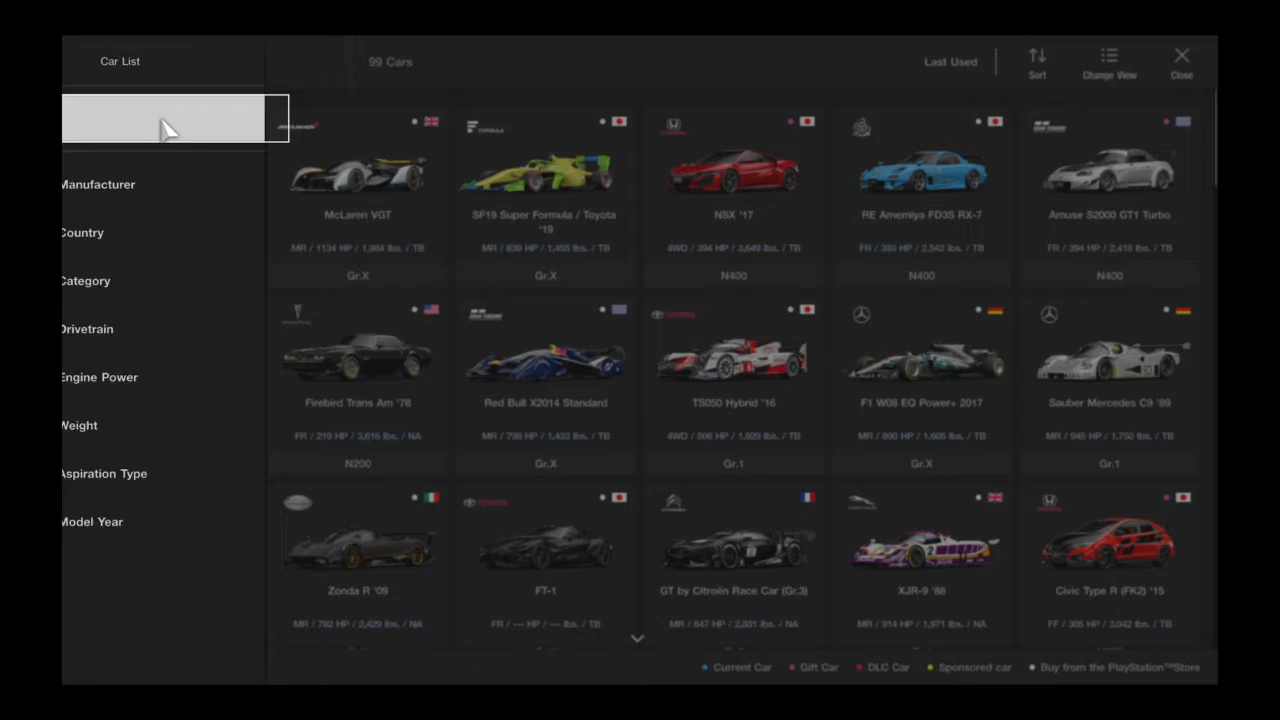 Car List
99 Cars
Last Used
Sort
Change View
Close
Manufacturer
Country
Category
Drivetrain
Engine Power
Weight
Aspiration Type
Model Year
McLaren VGT
MR / 1134 HP / 1,984 lbs. / TB
Gr.X
FORMULA
SF19 Super Formula / Toyota
'19
MR / 639 HP / 1,455 lbs. / TB
Gr.X
NSX '17
4WD / 394 HP / 3,649 lbs. / TB
N400
RE Amemiya FD3S RX-7
FR / 393 HP / 2,542 lbs. / TB
N400
Amuse S2000 GT1 Turbo
FR / 394 HP / 2,418 lbs. / TB
N400
Firebird Trans Am '78
FR / 219 HP / 3,616 lbs. / NA
N200
Red Bull X2014 Standard
MR / 798 HP / 1,433 lbs. / TB
Gr.X
TOYOTA
TS050 Hybrid '16
4WD / 506 HP / 1,929 lbs. / TB
Gr.1
F1 W08 EQ Power+ 2017
MR / 890 HP / 1,605 lbs. / TB
Gr.X
Sauber Mercedes C9 '89
MR / 945 HP / 1,750 lbs. / TB
Gr.1
Zonda R '09
MR / 782 HP / 2,429 lbs. / NA
TOYOTA
FT-1
FR / --- HP / --- lbs. / TB
GT by Citroën Race Car (Gr.3)
MR / 647 HP / 2,831 lbs. / NA
XJR-9 '88
MR / 914 HP / 1,971 lbs. / NA
Civic Type R (FK2) '15
FF / 305 HP / 3,042 lbs. / TB
Current Car
Gift Car
DLC Car
Sponsored car
Buy from the PlayStation™Store